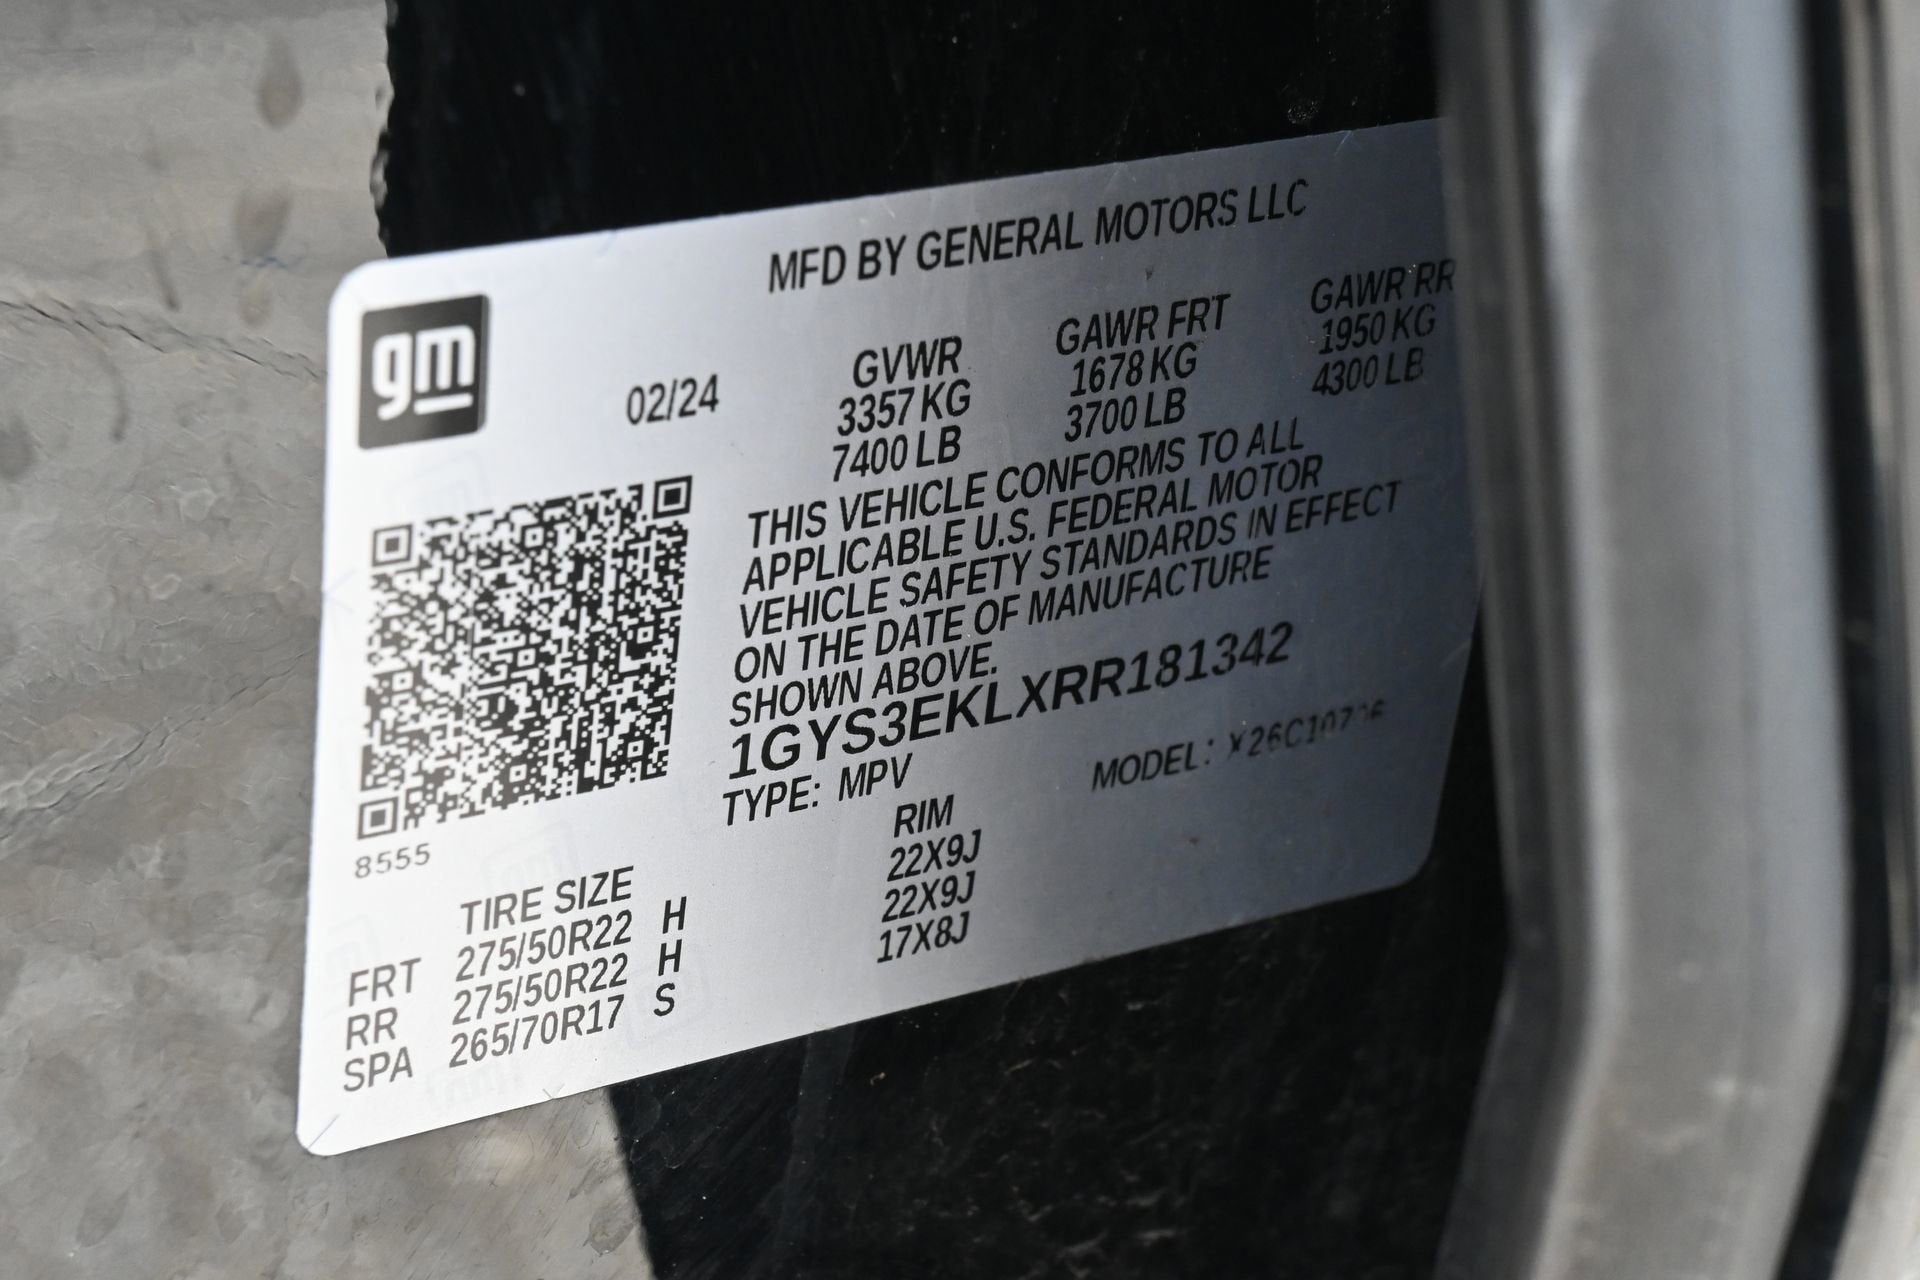 MFD BY GENERAL MOTORS LLC
gm
02/24
GVWR GAWR FRT GAWR RR
3357 KG 1678 KG 1950 KG
7400 LB 3700 LB 4300 LB
THIS VEHICLE CONFORMS TO ALL
APPLICABLE U.S. FEDERAL MOTOR
VEHICLE SAFETY STANDARDS IN EFFECT
ON THE DATE OF MANUFACTURE
SHOWN ABOVE.
1GYS3EKLXRR181342
TYPE: MPV MODEL:
8555
TIRE SIZE RIM
FRT 275/50R22 H 22X9J
RR 275/50R22 H 22X9J
SPA 265/70R17 S 17X8J